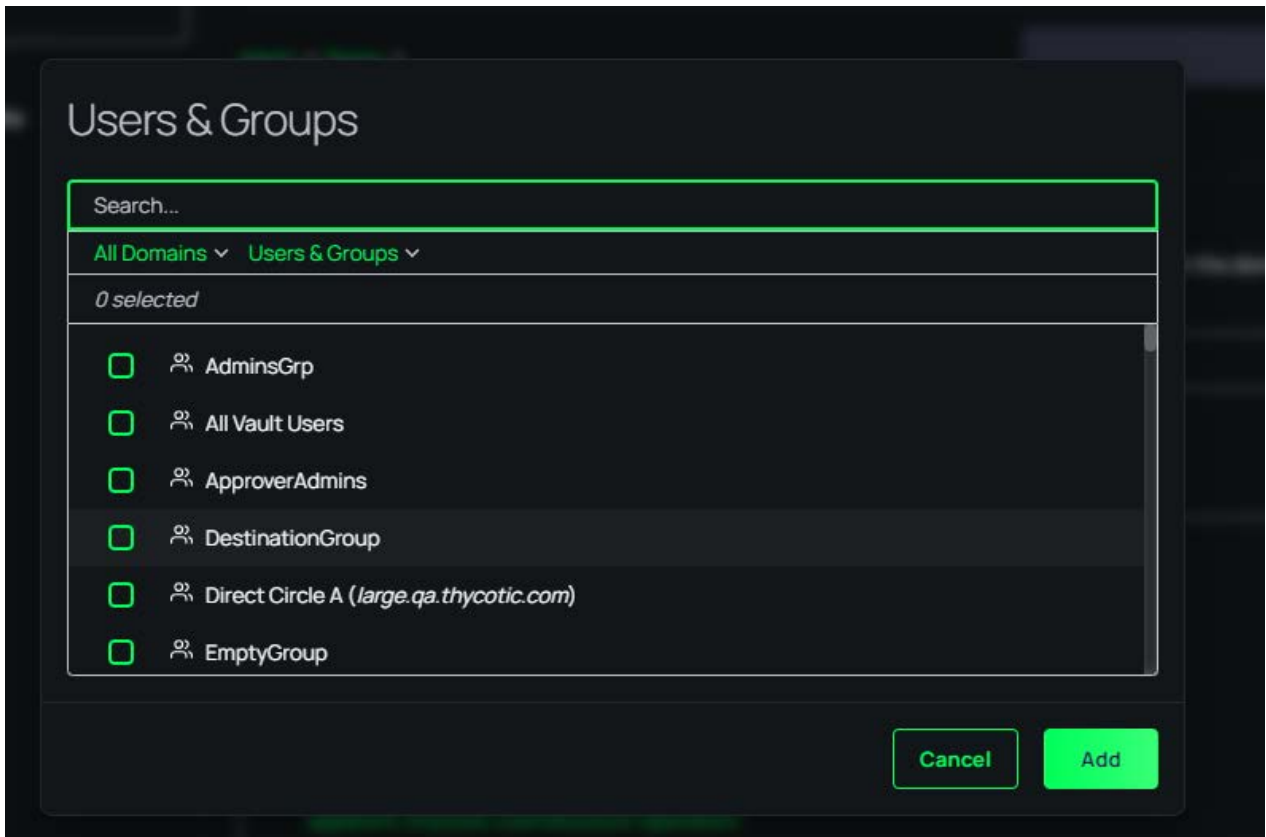 Users & Groups
Search...
All Domains Users & Groups
0 selected
AdminsGrp
All Vault Users
ApproverAdmins
DestinationGroup
Direct Circle A (large.qa.thycotic.com)
EmptyGroup
Cancel Add